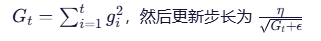 $G_t = \sum_{i=1}^{t} g_i^2$，然后更新步长为 $\frac{\eta}{\sqrt{G_t+\epsilon}}$